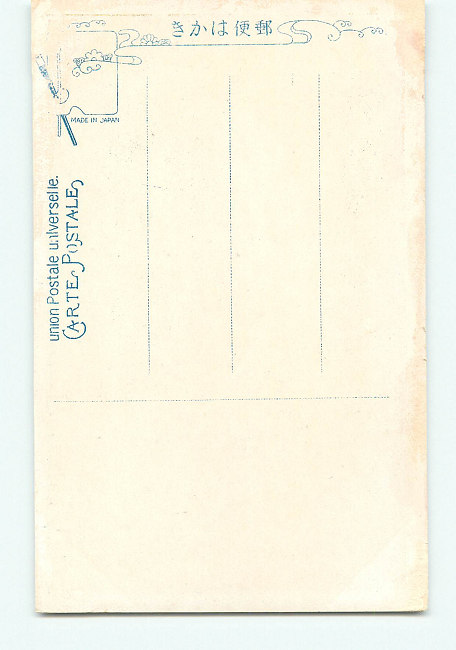 郵便はかき
MADE IN JAPAN
union Postale universelle.
CARTE POSTALE